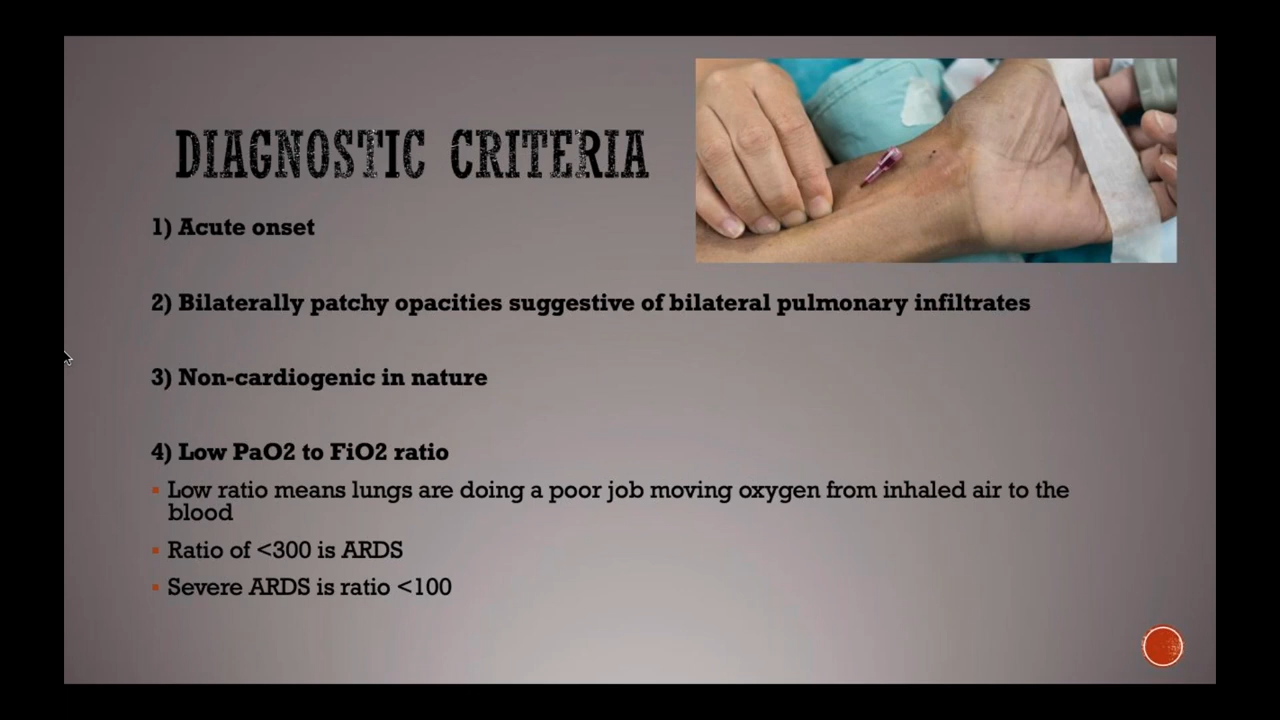 DIAGNOSTIC CRITERIA
1) Acute onset
2) Bilaterally patchy opacities suggestive of bilateral pulmonary infiltrates
3) Non-cardiogenic in nature
4) Low PaO2 to FiO2 ratio
▪ Low ratio means lungs are doing a poor job moving oxygen from inhaled air to the
blood
▪ Ratio of <300 is ARDS
▪ Severe ARDS is ratio <100